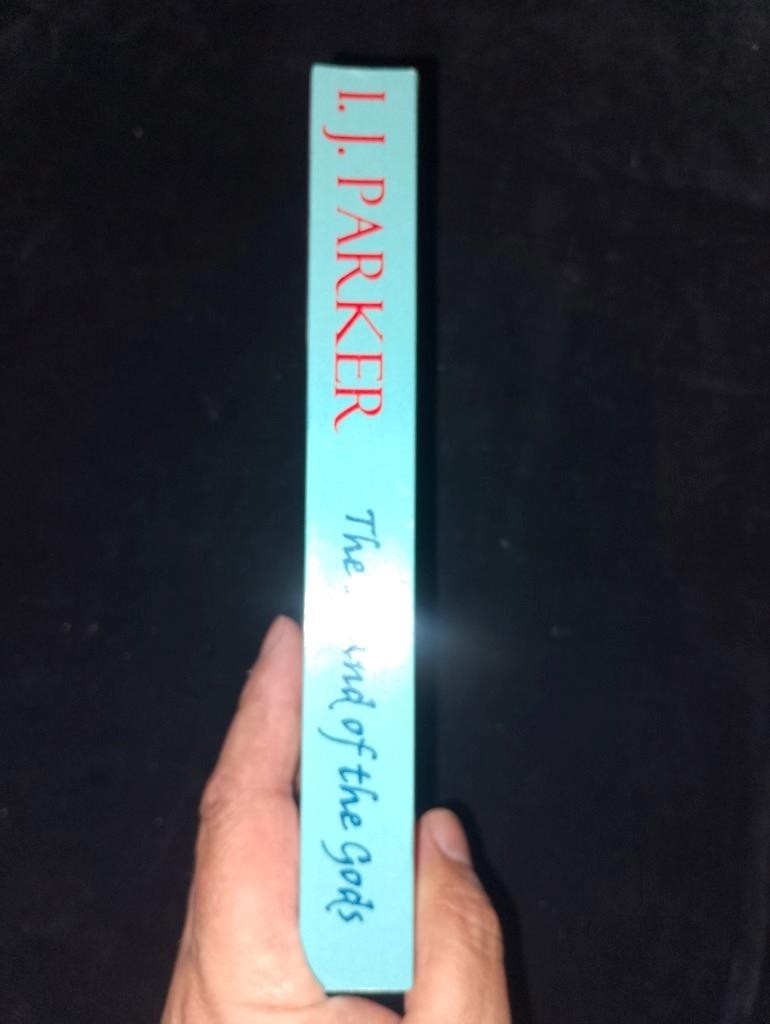 I. J. PARKER
The of the Gods